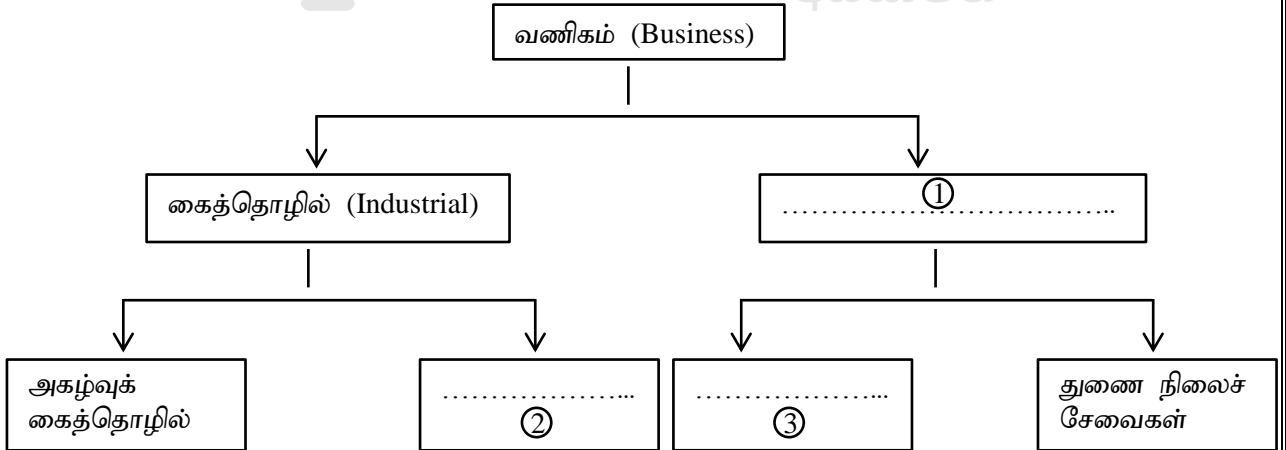 வணிகம் (Business)
கைத்தொழில் (Industrial)
①
………………………………..
அகழ்வுக்
கைத்தொழில்
………………...
②
………………...
③
துணை நிலைச்
சேவைகள்